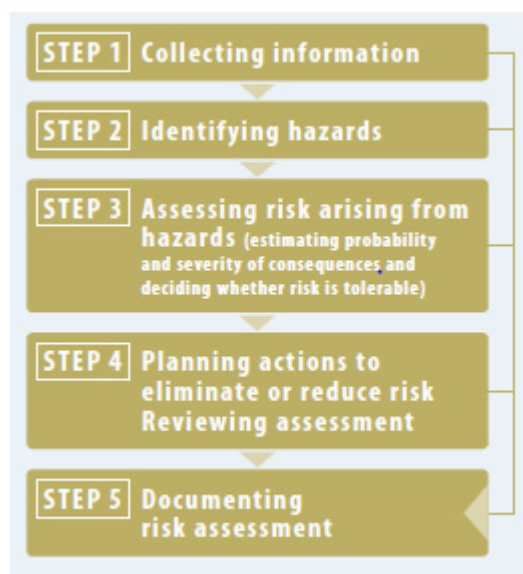 STEP 1 Collecting information
STEP 2 Identifying hazards
STEP 3 Assessing risk arising from
hazards (estimating probability
and severity of consequences and
deciding whether risk is tolerable)
STEP 4 Planning actions to
eliminate or reduce risk
Reviewing assessment
STEP 5 Documenting
risk assessment